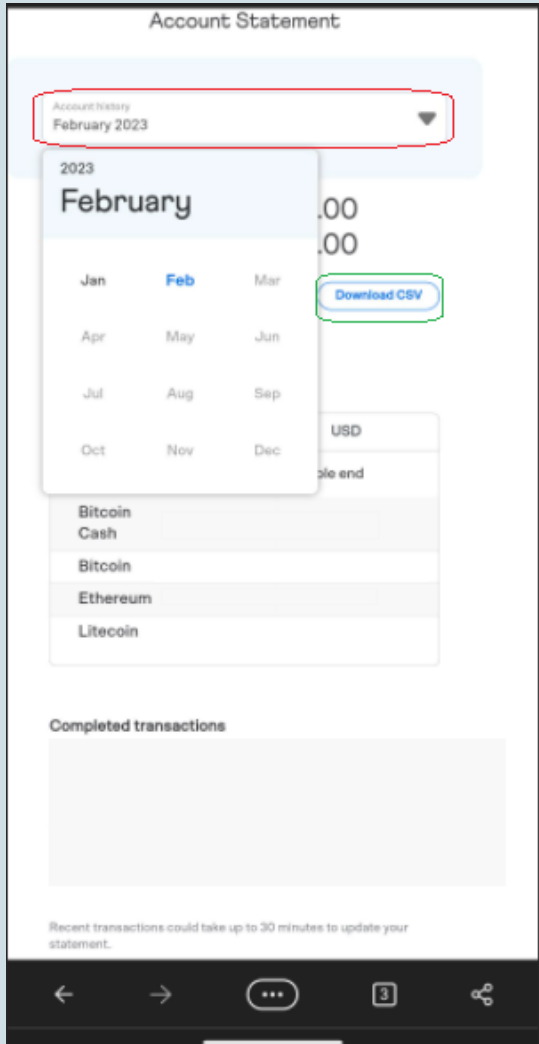 Account Statement
Account history
February 2023
2023
February
.00
.00
Jan Feb Mar
Download CSV
Apr May Jun
Jul Aug Sep
Oct Nov Dec
USD
ple end
Bitcoin
Cash
Bitcoin
Ethereum
Litecoin
Completed transactions
Recent transactions could take up to 30 minutes to update your
statement.
3